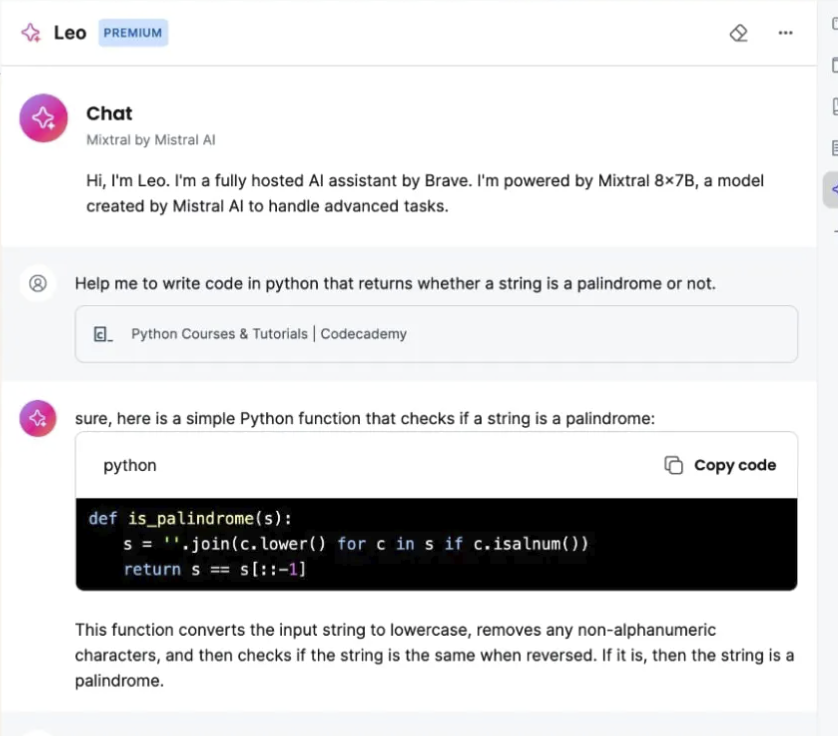 Leo PREMIUM
Chat
Mixtral by Mistral AI
Hi, I'm Leo. I'm a fully hosted AI assistant by Brave. I'm powered by Mixtral 8×7B, a model
created by Mistral AI to handle advanced tasks.
Help me to write code in python that returns whether a string is a palindrome or not.
Python Courses & Tutorials | Codecademy
sure, here is a simple Python function that checks if a string is a palindrome:
python Copy code
def is_palindrome(s):
    s = ''.join(c.lower() for c in s if c.isalnum())
    return s == s[::-1]
This function converts the input string to lowercase, removes any non-alphanumeric
characters, and then checks if the string is the same when reversed. If it is, then the string is a
palindrome.